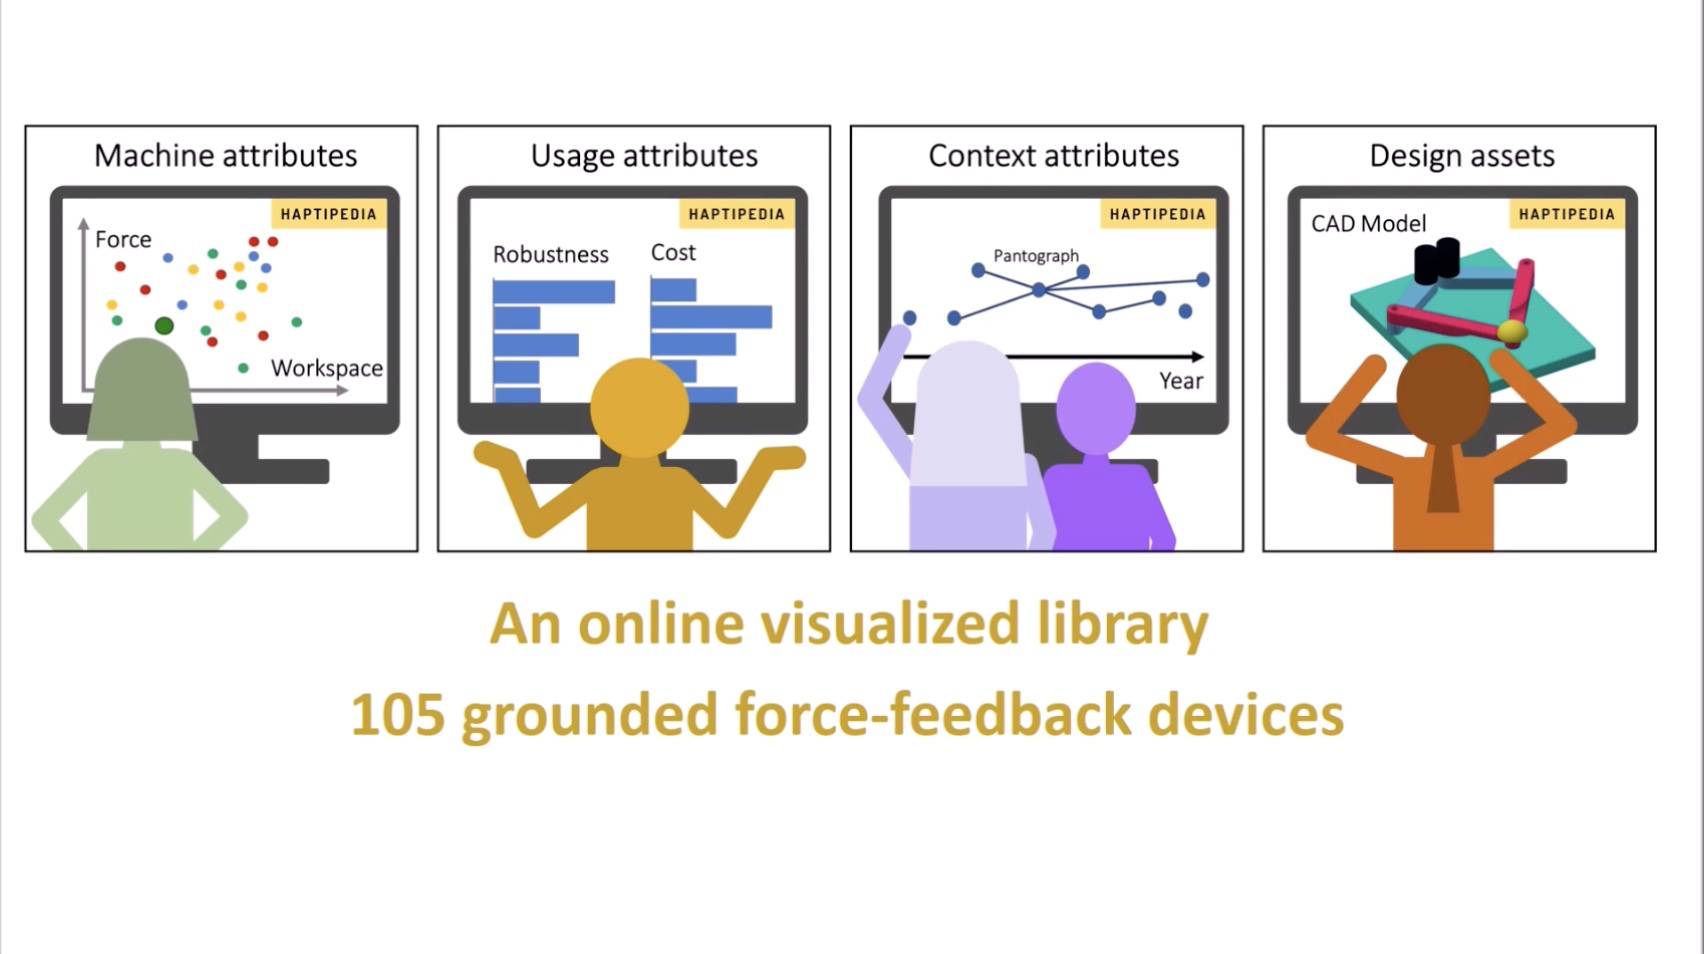 Machine attributes
HAPTIPEDIA
Force
Workspace
Usage attributes
HAPTIPEDIA
Robustness
Cost
Context attributes
HAPTIPEDIA
Pantograph
Year
Design assets
HAPTIPEDIA
CAD Model
An online visualized library
105 grounded force-feedback devices